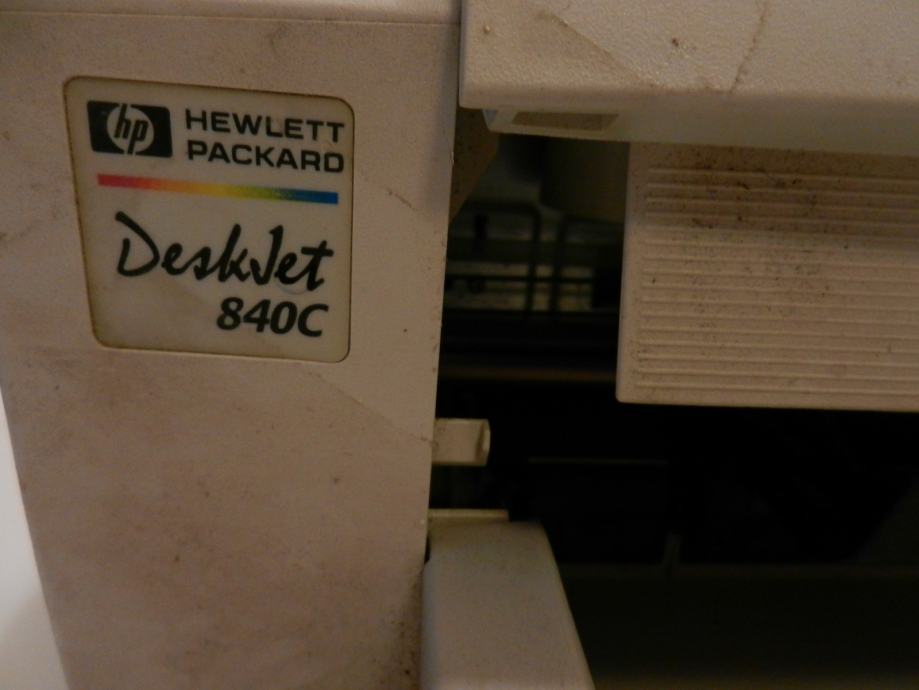 hp
HEWLETT
PACKARD
DeskJet
840C